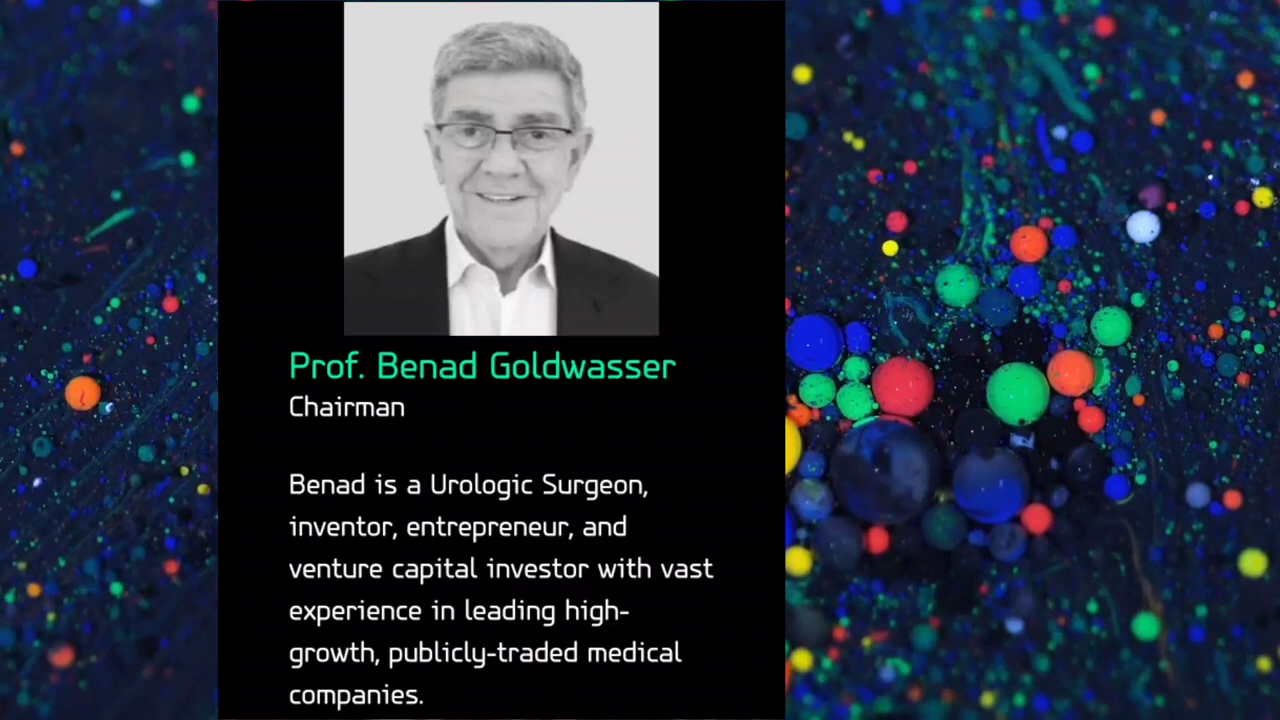 Prof. Benad Goldwasser
Chairman
Benad is a Urologic Surgeon,
inventor, entrepreneur, and
venture capital investor with vast
experience in leading high-
growth, publicly-traded medical
companies.